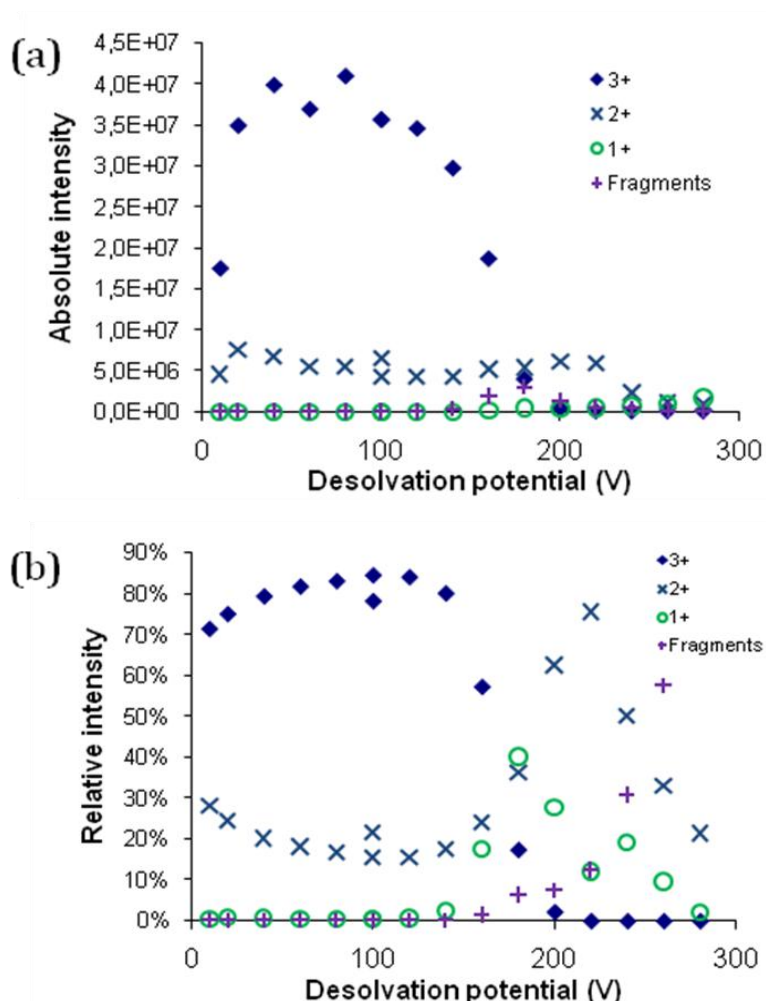 (a)
4,5E+07
4,0E+07
3,5E+07
3,0E+07
2,5E+07
2,0E+07
1,5E+07
1,0E+07
5,0E+06
0,0E+00
Absolute intensity
3+
2+
1+
Fragments
0 100 200 300
Desolvation potential (V)
(b)
90%
80%
70%
60%
50%
40%
30%
20%
10%
0%
Relative intensity
3+
2+
1+
Fragments
0 100 200 300
Desolvation potential (V)